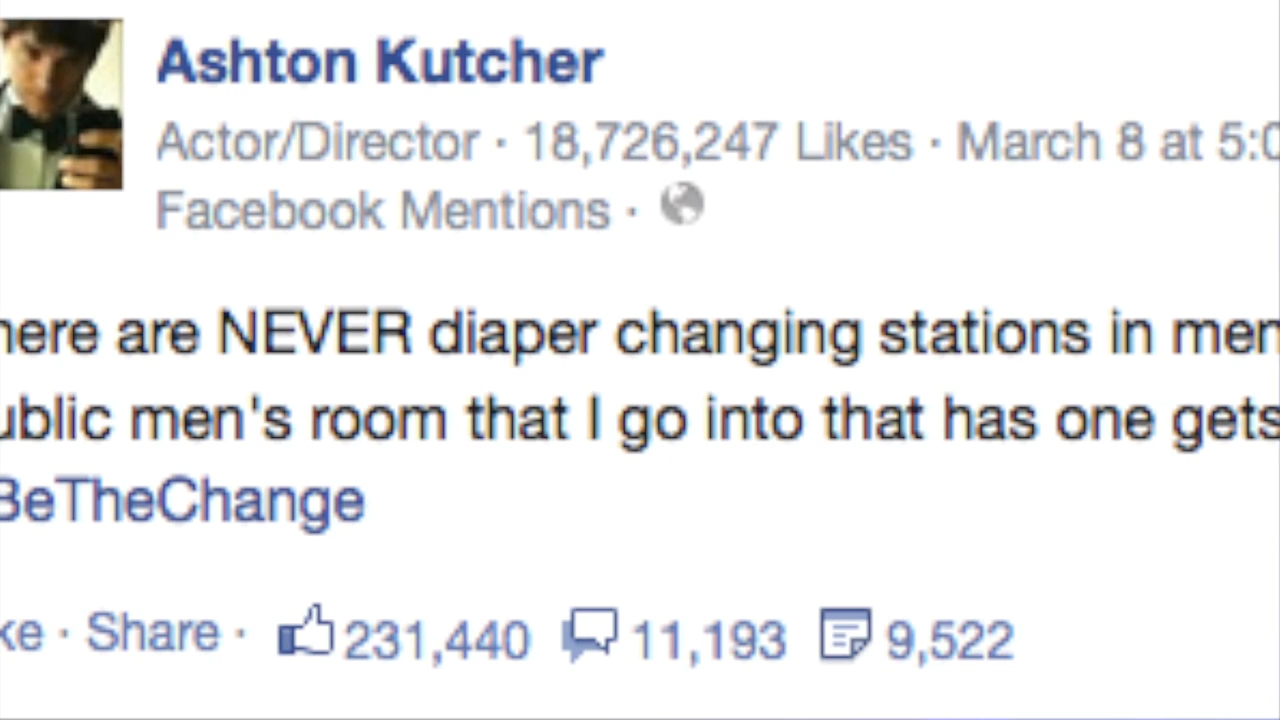 Ashton Kutcher
Actor/Director · 18,726,247 Likes · March 8 at 5:0
Facebook Mentions ·
here are NEVER diaper changing stations in men
ublic men's room that I go into that has one gets
BeTheChange
ke · Share · 231,440 11,193 9,522